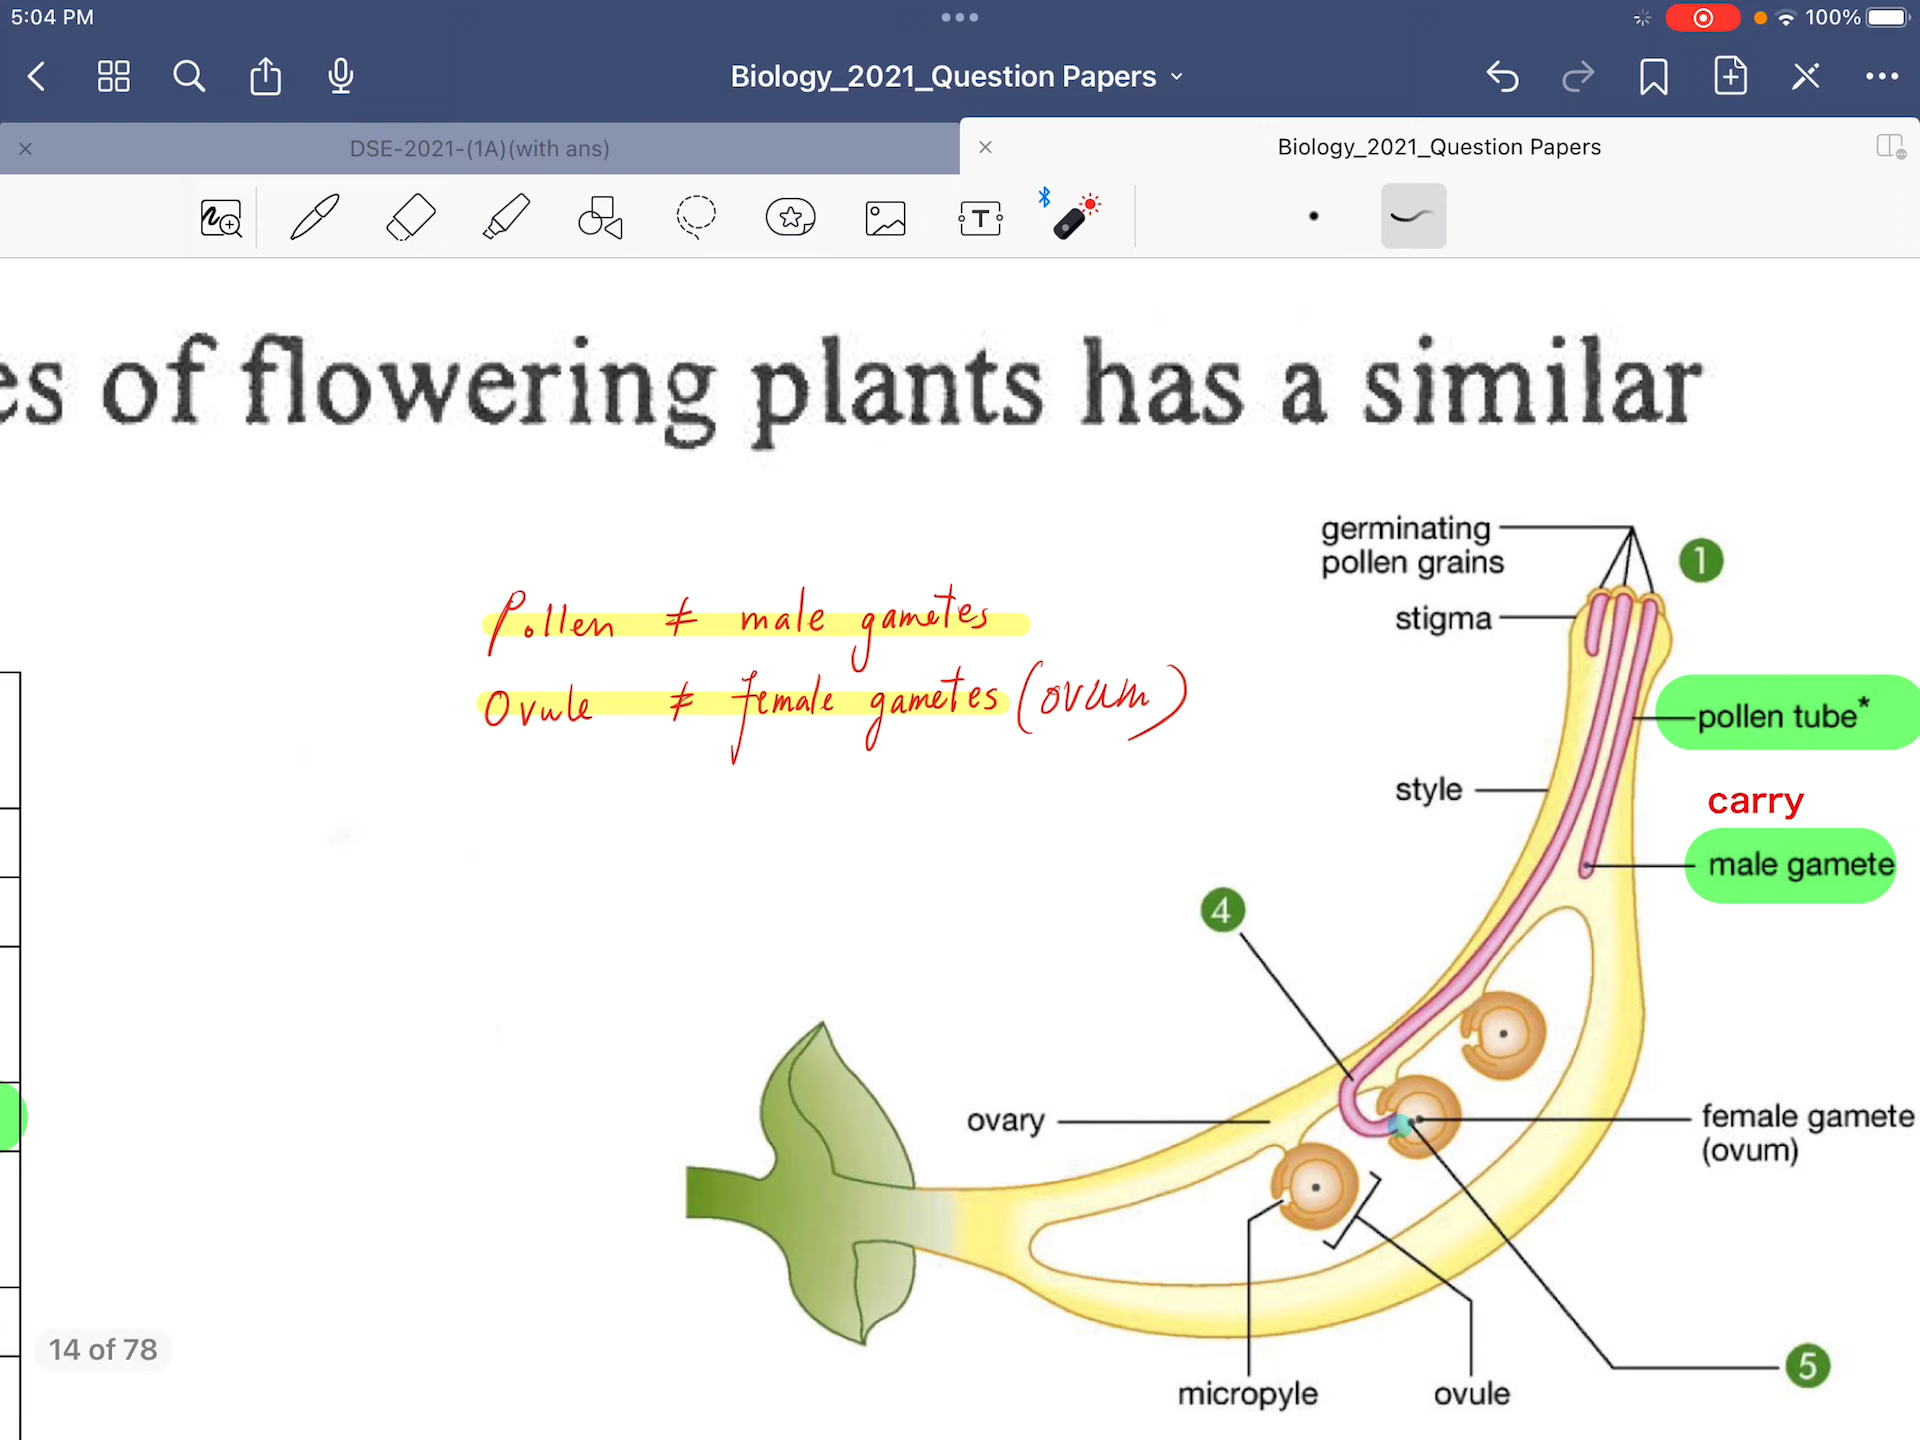 5:04 PM
100%
Biology_2021_Question Papers
DSE-2021-(1A)(with ans)
Biology_2021_Question Papers
T
es of flowering plants has a similar
germinating
pollen grains
1
stigma
Pollen ≠ male gametes
Ovule ≠ female gametes (ovum)
pollen tube*
style
carry
male gamete
4
ovary
female gamete
(ovum)
14 of 78
5
micropyle
ovule